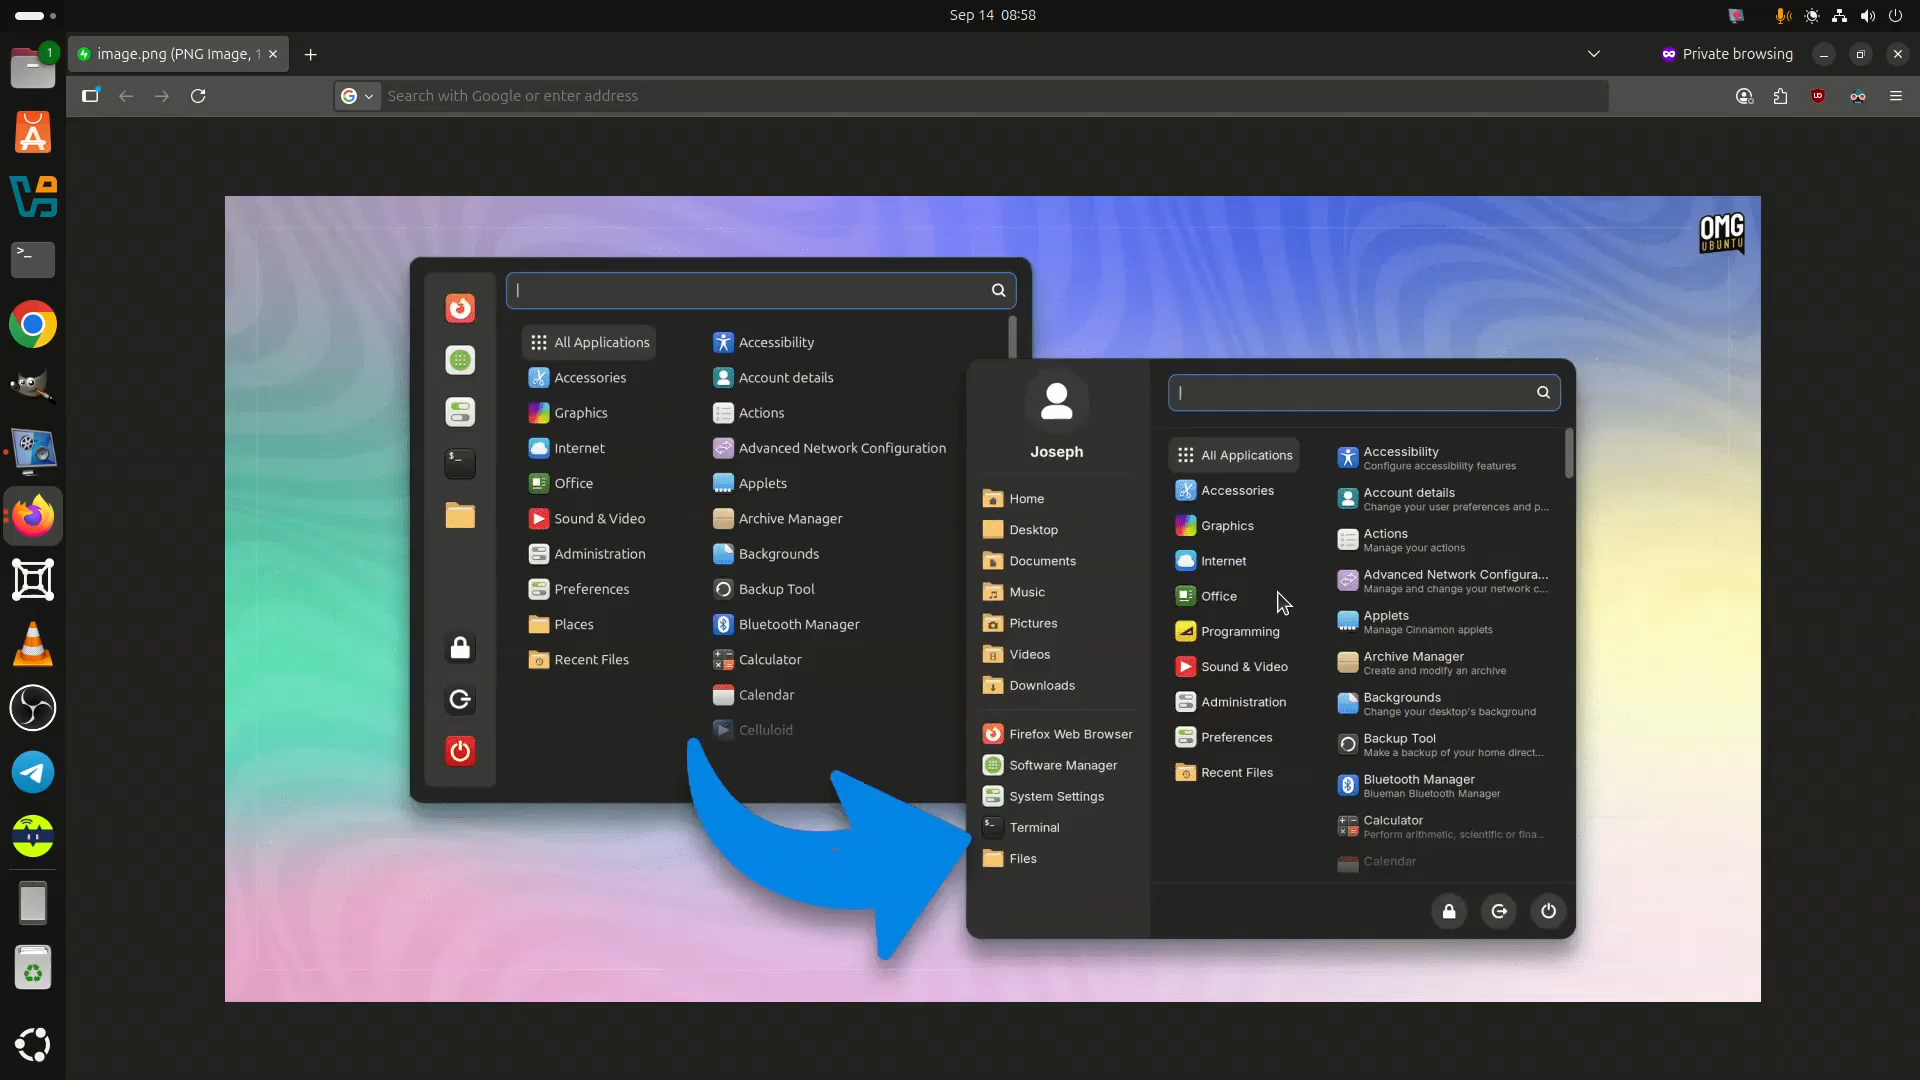 Sep 14 08:58
1
image.png (PNG Image, 1
Private browsing
Search with Google or enter address
OMG
UBUNTU
All Applications
Accessories
Graphics
Internet
Office
Sound & Video
Administration
Preferences
Places
Recent Files
Accessibility
Account details
Actions
Advanced Network Configuration
Applets
Archive Manager
Backgrounds
Backup Tool
Bluetooth Manager
Calculator
Calendar
Celluloid
Joseph
Home
Desktop
Documents
Music
Pictures
Videos
Downloads
Firefox Web Browser
Software Manager
System Settings
Terminal
Files
All Applications
Accessories
Graphics
Internet
Office
Programming
Sound & Video
Administration
Preferences
Recent Files
Accessibility
Configure accessibility features
Account details
Change your user preferences and p...
Actions
Manage your actions
Advanced Network Configura...
Manage and change your network c...
Applets
Manage Cinnamon applets
Archive Manager
Create and modify an archive
Backgrounds
Change your desktop's background
Backup Tool
Make a backup of your home direct...
Bluetooth Manager
Blueman Bluetooth Manager
Calculator
Perform arithmetic, scientific or fina...
Calendar